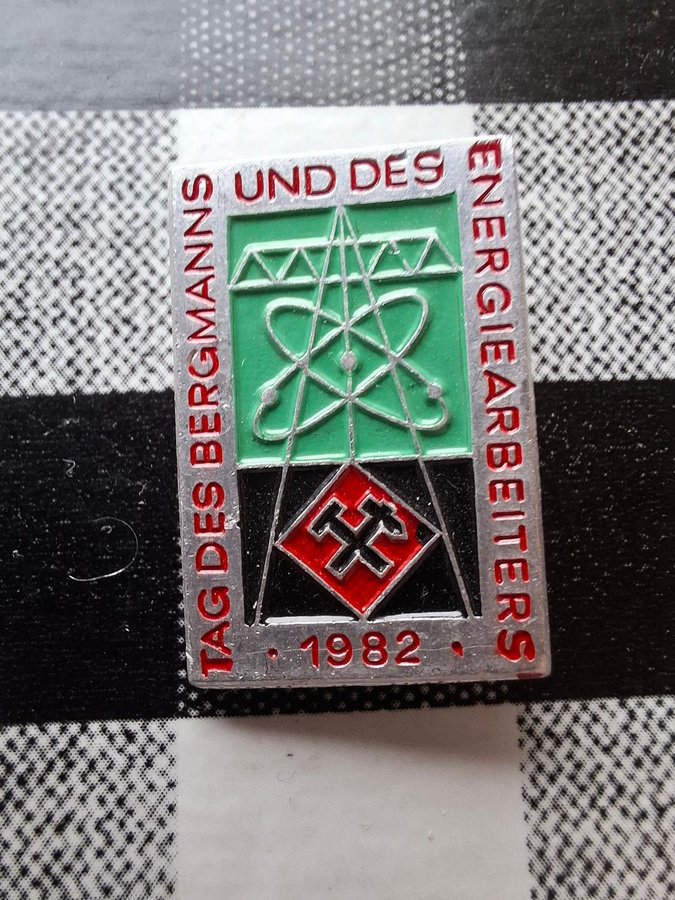 TAG DES BERGMANNS
UND DES
ENERGIEARBEITERS
· 1982 ·